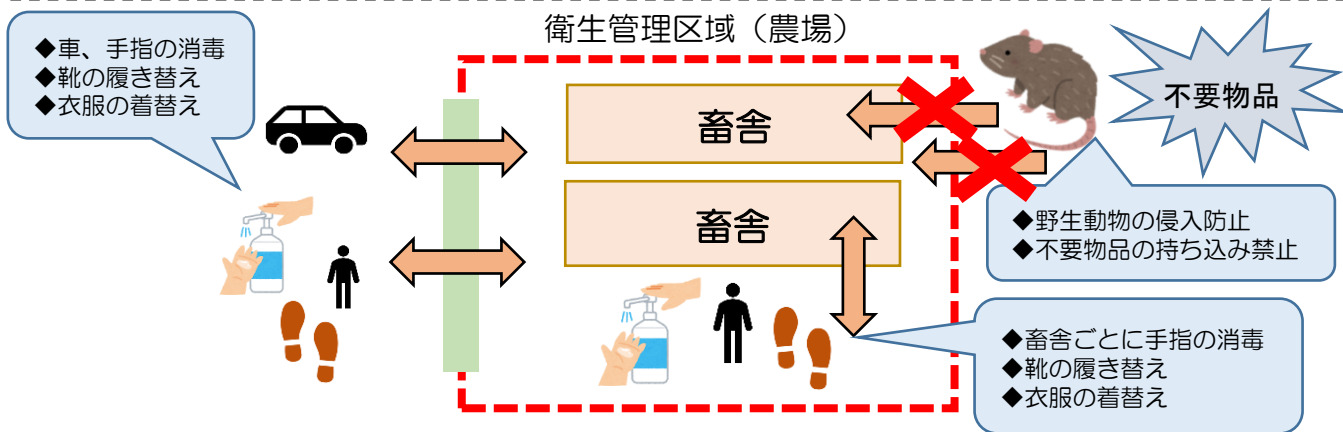 衛生管理区域（農場）
◆車、手指の消毒
◆靴の履き替え
◆衣服の着替え
不要物品
畜舎
畜舎
◆野生動物の侵入防止
◆不要物品の持ち込み禁止
◆畜舎ごとに手指の消毒
◆靴の履き替え
◆衣服の着替え